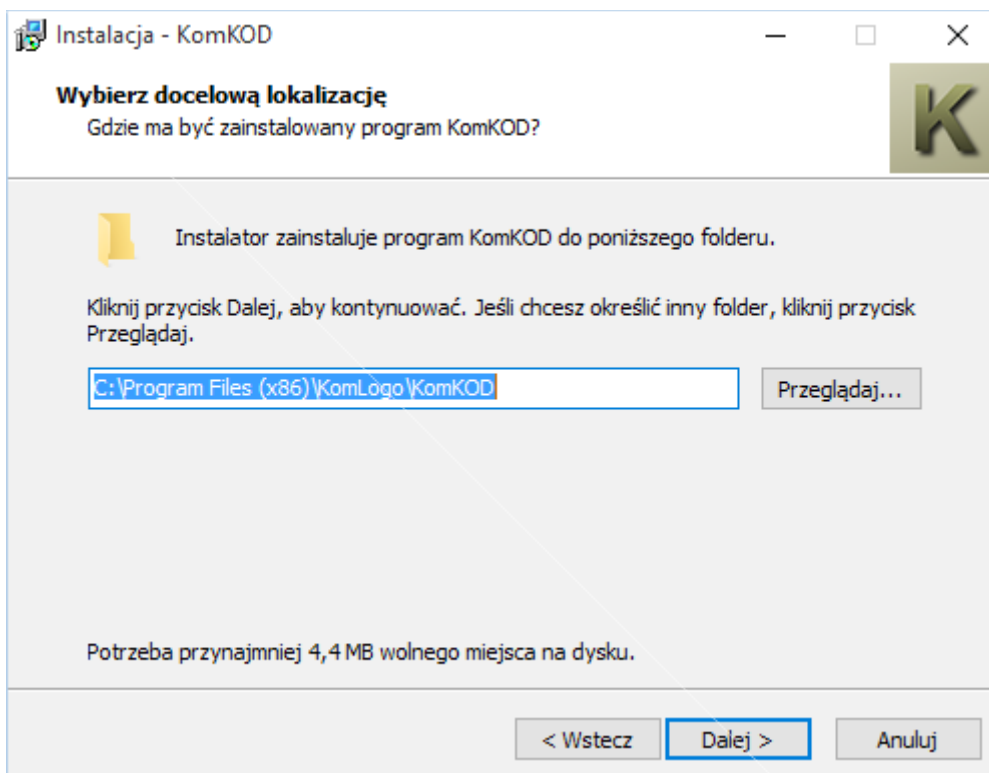 Instalacja - KomKOD
Wybierz docelową lokalizację
Gdzie ma być zainstalowany program KomKOD?
K
Instalator zainstaluje program KomKOD do poniższego folderu.
Kliknij przycisk Dalej, aby kontynuować. Jeśli chcesz określić inny folder, kliknij przycisk
Przeglądaj.
C:\Program Files (x86)\KomLogo\KomKOD
Przeglądaj...
Potrzeba przynajmniej 4,4 MB wolnego miejsca na dysku.
< Wstecz
Dalej >
Anuluj